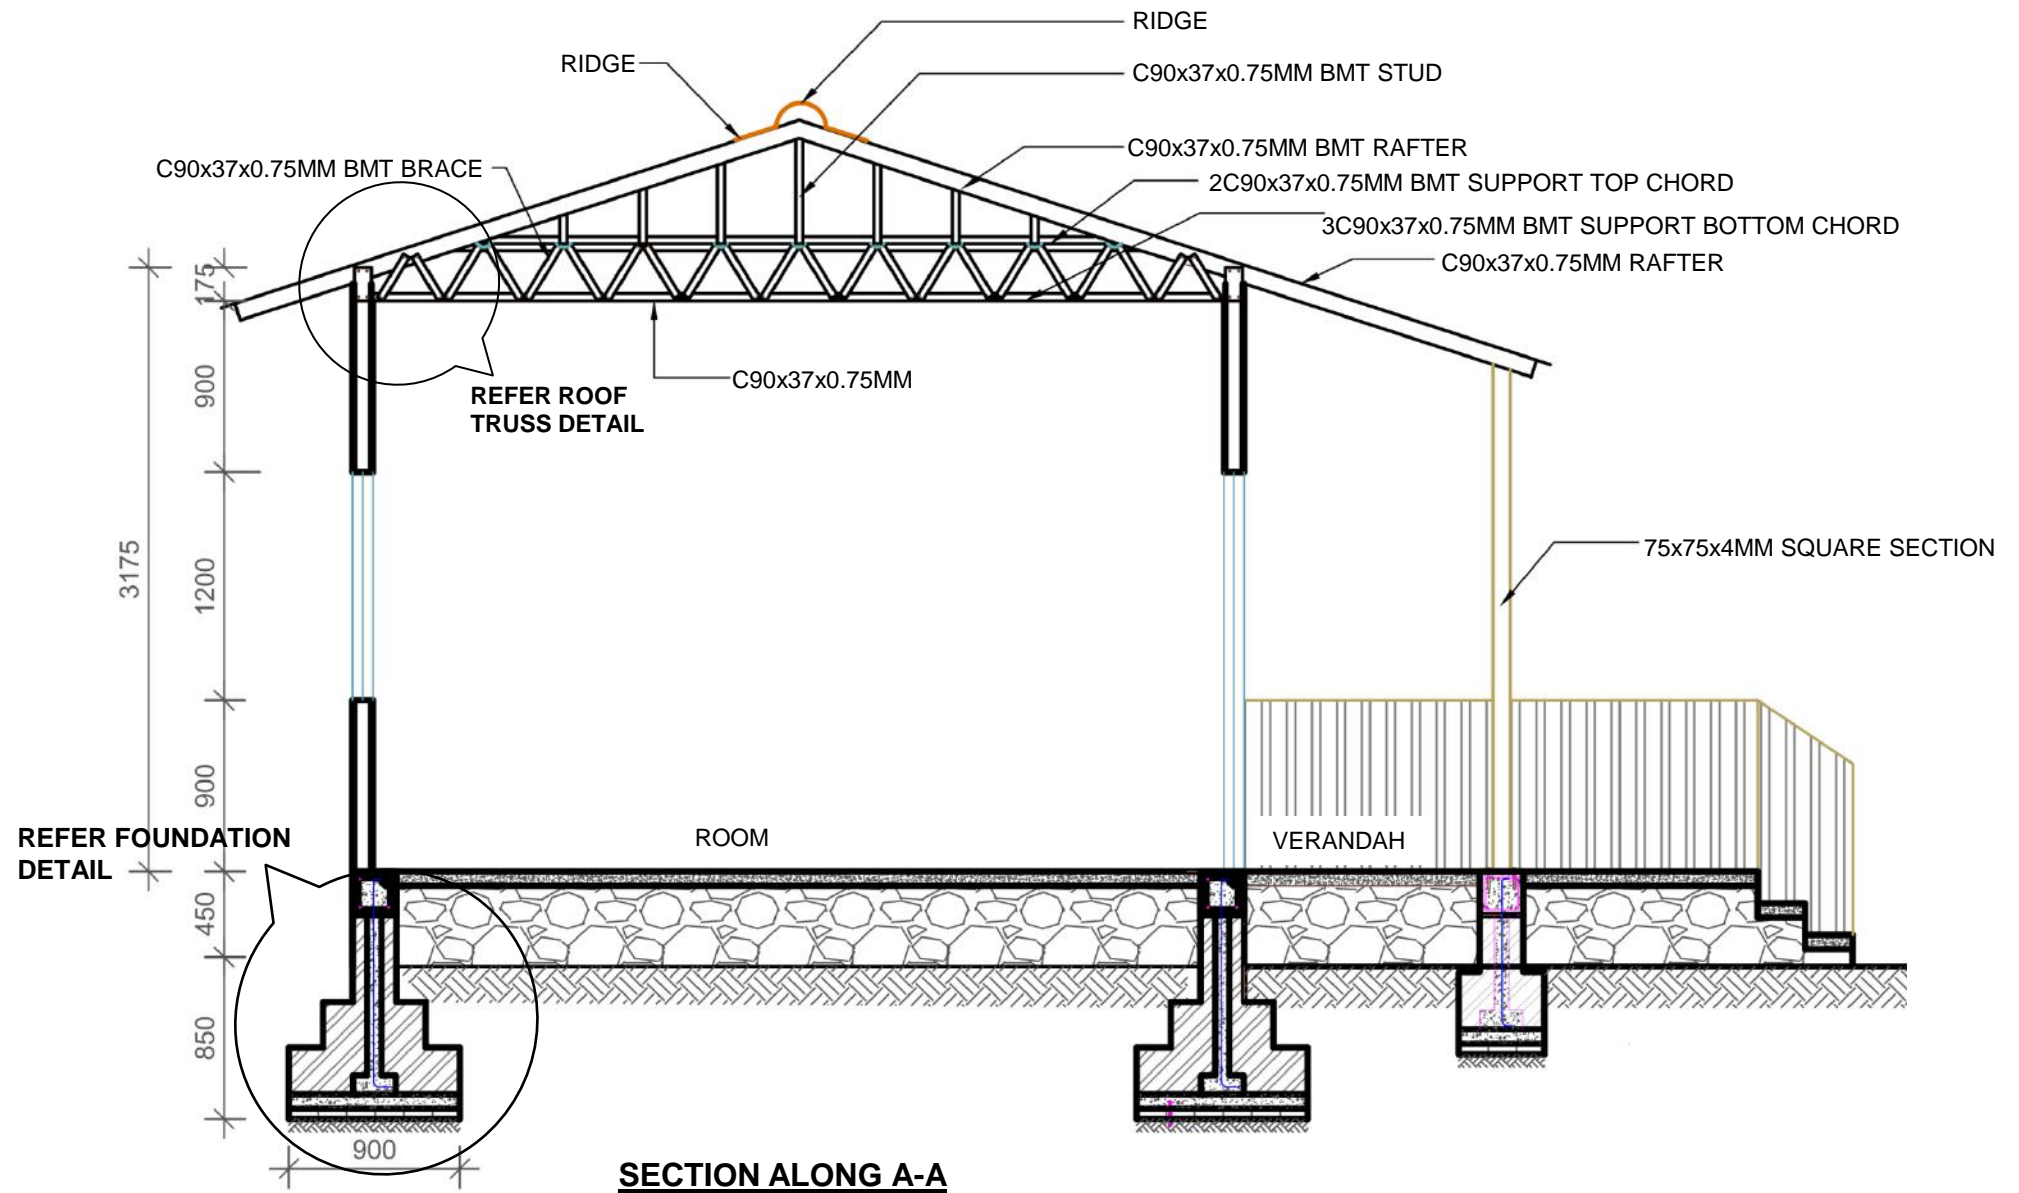 RIDGE
RIDGE
C90x37x0.75MM BMT STUD
C90x37x0.75MM BMT RAFTER
C90x37x0.75MM BMT BRACE
2C90x37x0.75MM BMT SUPPORT TOP CHORD
3C90x37x0.75MM BMT SUPPORT BOTTOM CHORD
C90x37x0.75MM RAFTER
175
900
C90x37x0.75MM
REFER ROOF
TRUSS DETAIL
3175
1200
75x75x4MM SQUARE SECTION
900
REFER FOUNDATION
DETAIL
ROOM
VERANDAH
450
850
900
SECTION ALONG A-A